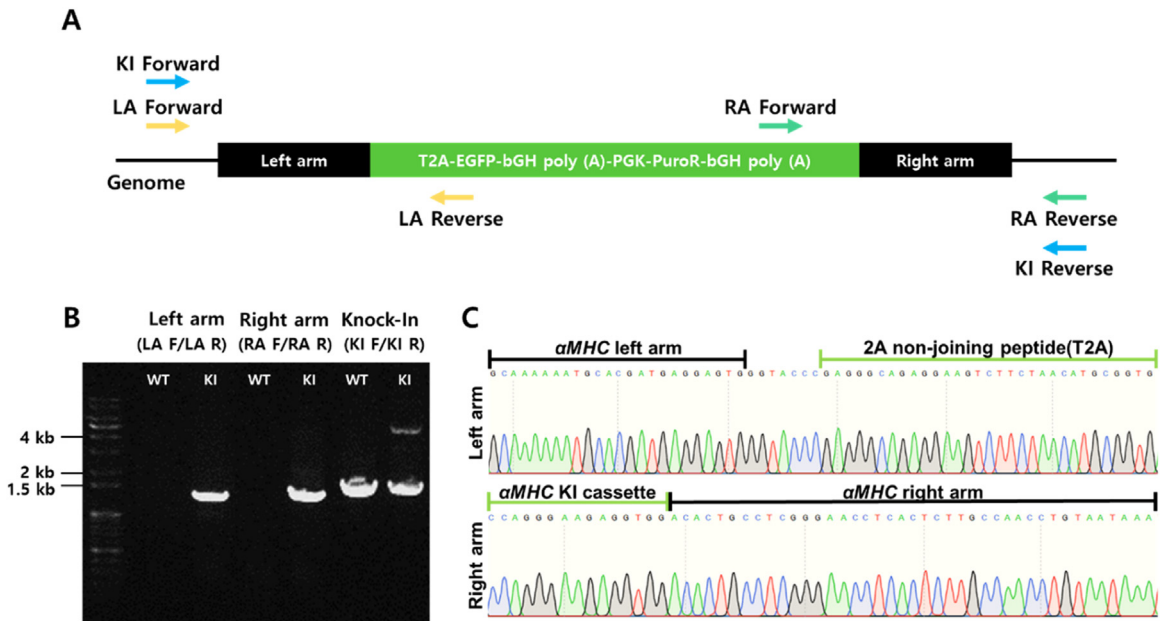 A
KI Forward
LA Forward
RA Forward
Left arm
T2A-EGFP-bGH poly (A)-PGK-PuroR-bGH poly (A)
Right arm
Genome
LA Reverse
RA Reverse
KI Reverse
B
Left arm Right arm Knock-In
(LA F/LA R) (RA F/RA R) (KI F/KI R)
WT KI WT KI WT KI
4 kb
2 kb
1.5 kb
C
αMHC left arm
2A non-joining peptide(T2A)
GCAAAAAATGCACGATGAGGAGTGGGTACCCGAGGGCAGAGGAAGTCTTCTAACATGCGGTG
Left arm
αMHC KI cassette
αMHC right arm
CCAGGGAAGAGGTGGACACTGCCTCGGGAACCTCACTCTTGCCAACCTGTAATAAA
Right arm